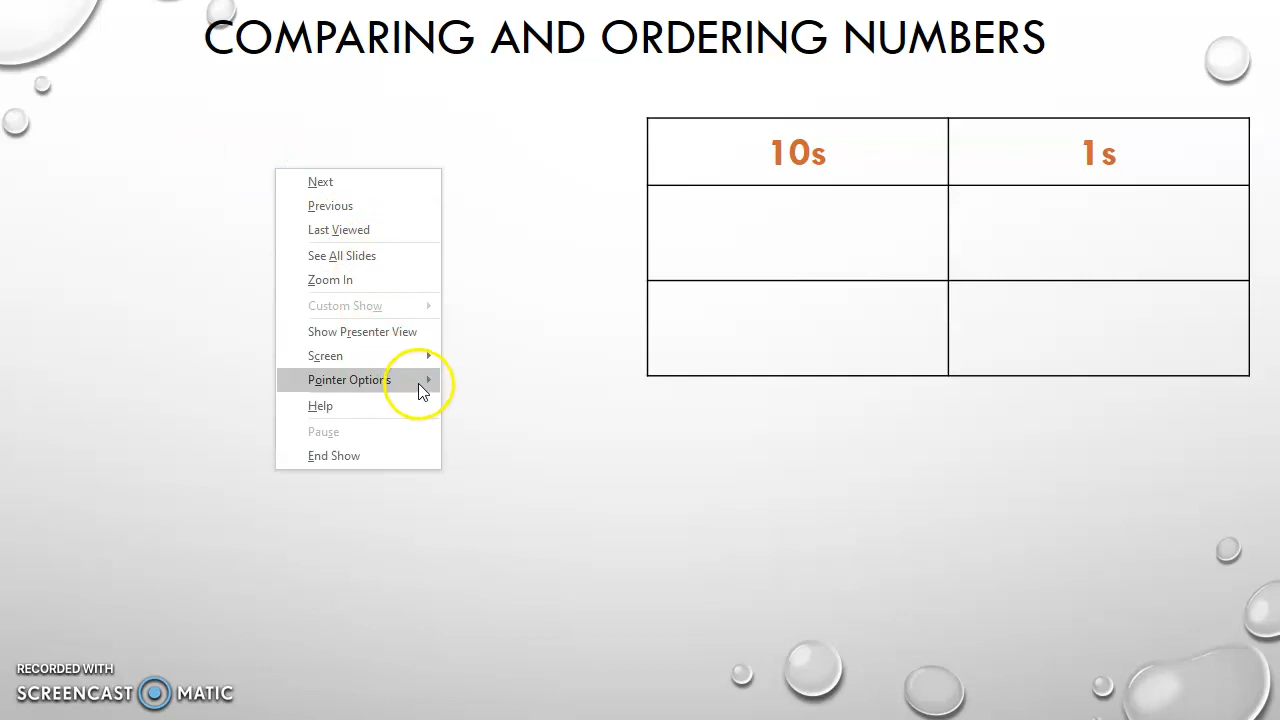 COMPARING AND ORDERING NUMBERS
10s 1s
Next
Previous
Last Viewed
See All Slides
Zoom In
Custom Show
Show Presenter View
Screen
Pointer Options
Help
Pause
End Show
RECORDED WITH
SCREENCAST MATIC